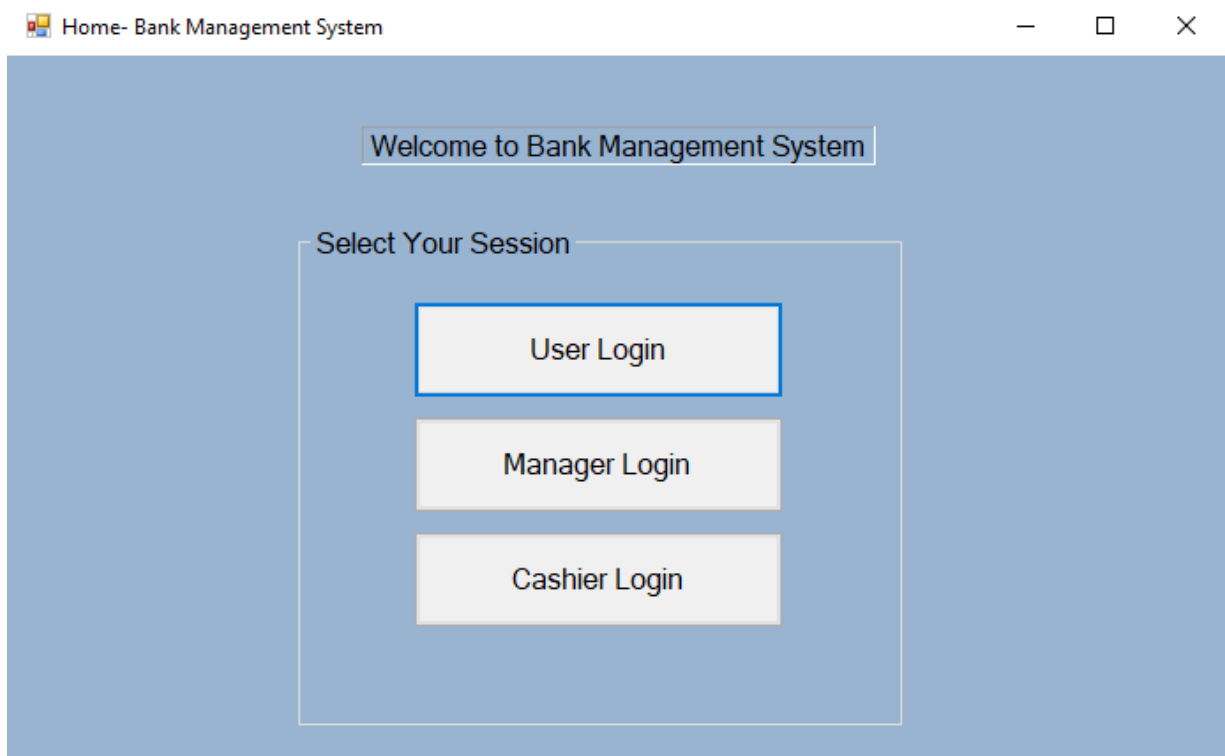 Home- Bank Management System
Welcome to Bank Management System
Select Your Session
User Login
Manager Login
Cashier Login